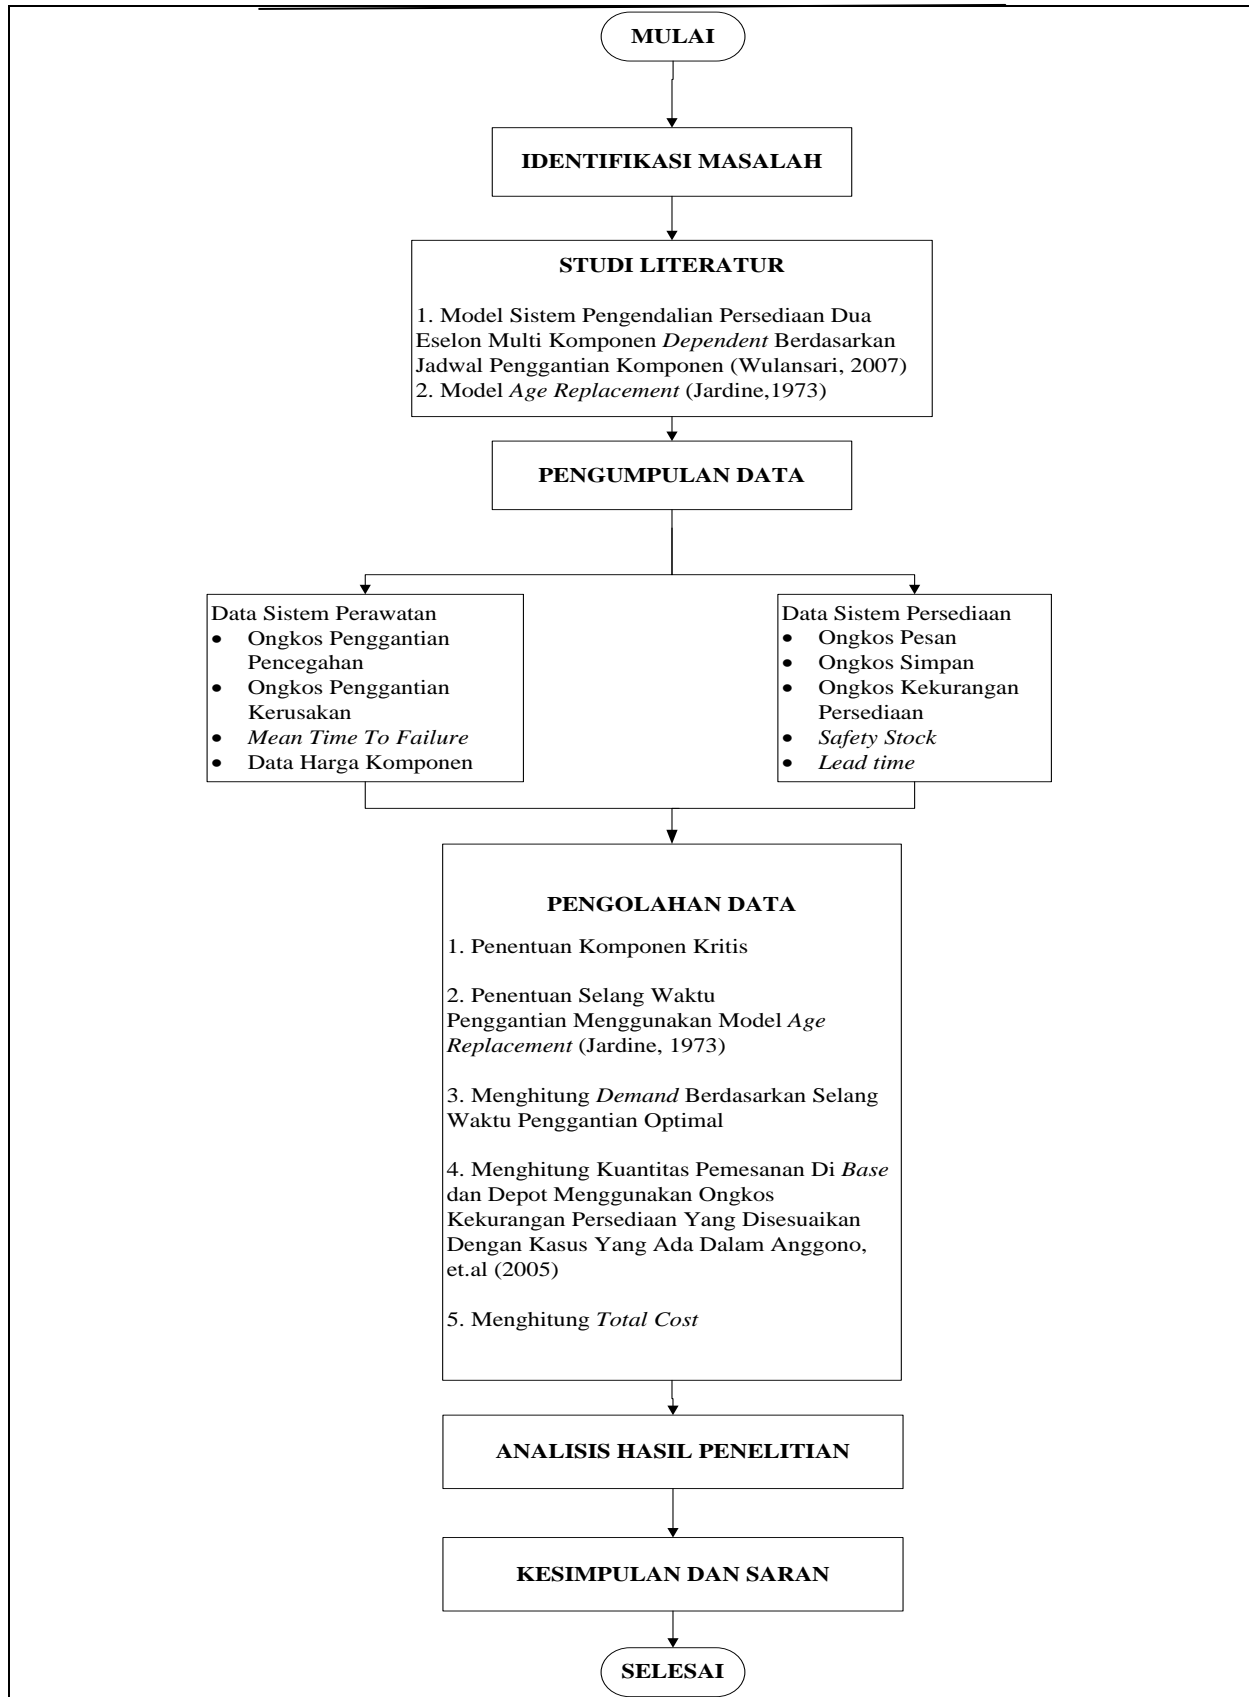 MULAI
IDENTIFIKASI MASALAH
STUDI LITERATUR
1. Model Sistem Pengendalian Persediaan Dua
Eselon Multi Komponen Dependent Berdasarkan
Jadwal Penggantian Komponen (Wulansari, 2007)
2. Model Age Replacement (Jardine,1973)
PENGUMPULAN DATA
Data Sistem Perawatan
• Ongkos Penggantian
Pencegahan
• Ongkos Penggantian
Kerusakan
• Mean Time To Failure
• Data Harga Komponen
Data Sistem Persediaan
• Ongkos Pesan
• Ongkos Simpan
• Ongkos Kekurangan
Persediaan
• Safety Stock
• Lead time
PENGOLAHAN DATA
1. Penentuan Komponen Kritis
2. Penentuan Selang Waktu
Penggantian Menggunakan Model Age
Replacement (Jardine, 1973)
3. Menghitung Demand Berdasarkan Selang
Waktu Penggantian Optimal
4. Menghitung Kuantitas Pemesanan Di Base
dan Depot Menggunakan Ongkos
Kekurangan Persediaan Yang Disesuaikan
Dengan Kasus Yang Ada Dalam Anggono,
et.al (2005)
5. Menghitung Total Cost
ANALISIS HASIL PENELITIAN
KESIMPULAN DAN SARAN
SELESAI